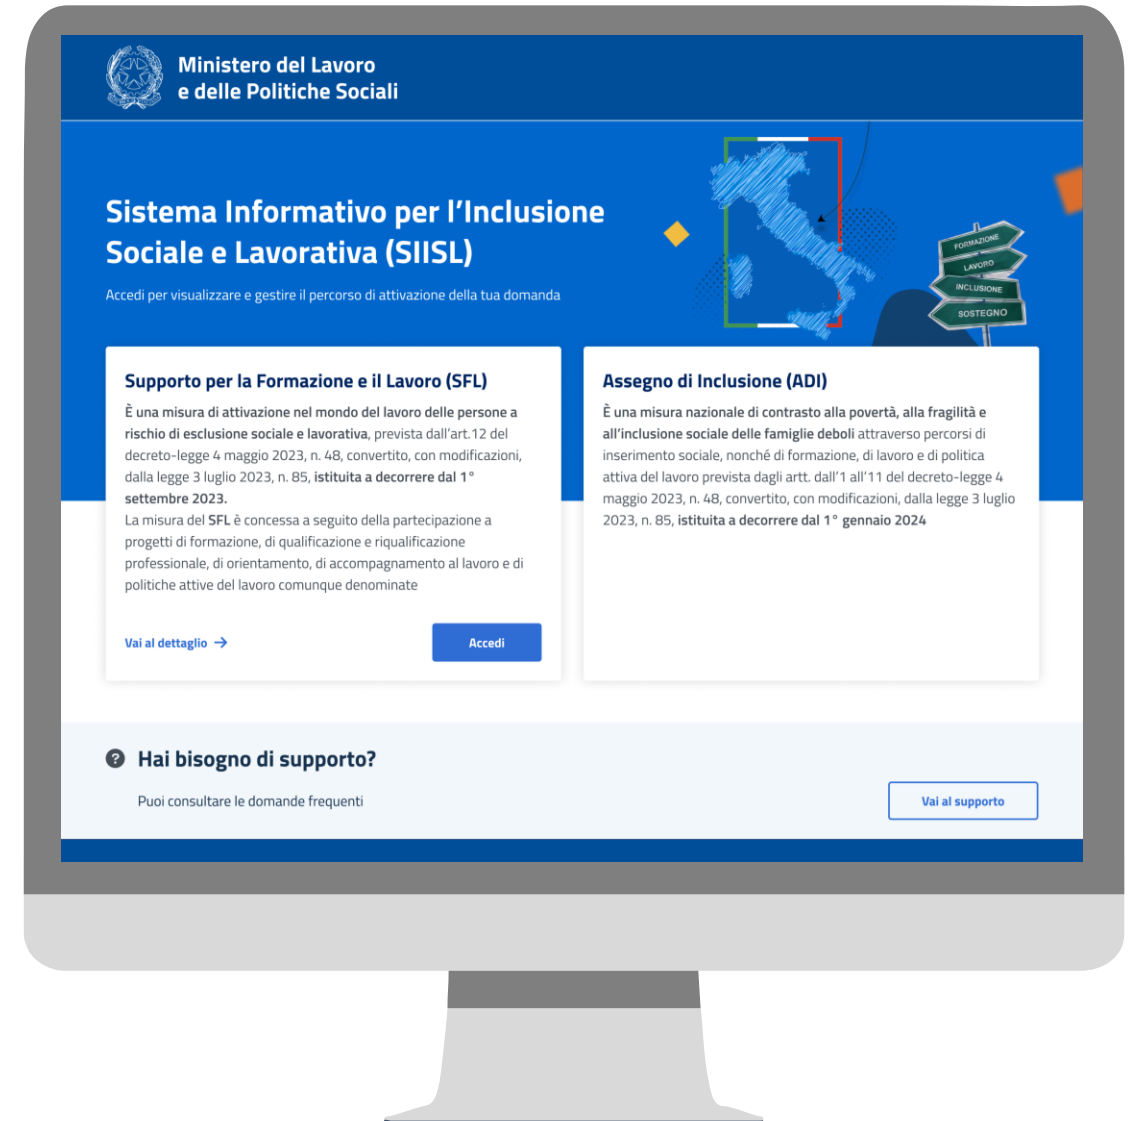 Ministero del Lavoro
e delle Politiche Sociali
Sistema Informativo per l'Inclusione
Sociale e Lavorativa (SIISL)
Accedi per visualizzare e gestire il percorso di attivazione della tua domanda
FORMAZIONE
LAVORO
INCLUSIONE
SOSTEGNO
Supporto per la Formazione e il Lavoro (SFL)
È una misura di attivazione nel mondo del lavoro delle persone a
rischio di esclusione sociale e lavorativa, prevista dall'art.12 del
decreto-legge 4 maggio 2023, n. 48, convertito, con modificazioni,
dalla legge 3 luglio 2023, n. 85, istituita a decorrere dal 1°
settembre 2023.
La misura del SFL è concessa a seguito della partecipazione a
progetti di formazione, di qualificazione e riqualificazione
professionale, di orientamento, di accompagnamento al lavoro e di
politiche attive del lavoro comunque denominate
Vai al dettaglio →
Accedi
Assegno di Inclusione (ADI)
È una misura nazionale di contrasto alla povertà, alla fragilità e
all'inclusione sociale delle famiglie deboli attraverso percorsi di
inserimento sociale, nonché di formazione, di lavoro e di politica
attiva del lavoro prevista dagli artt. dall'1 all'11 del decreto-legge 4
maggio 2023, n. 48, convertito, con modificazioni, dalla legge 3 luglio
2023, n. 85, istituita a decorrere dal 1° gennaio 2024
Hai bisogno di supporto?
Puoi consultare le domande frequenti
Vai al supporto